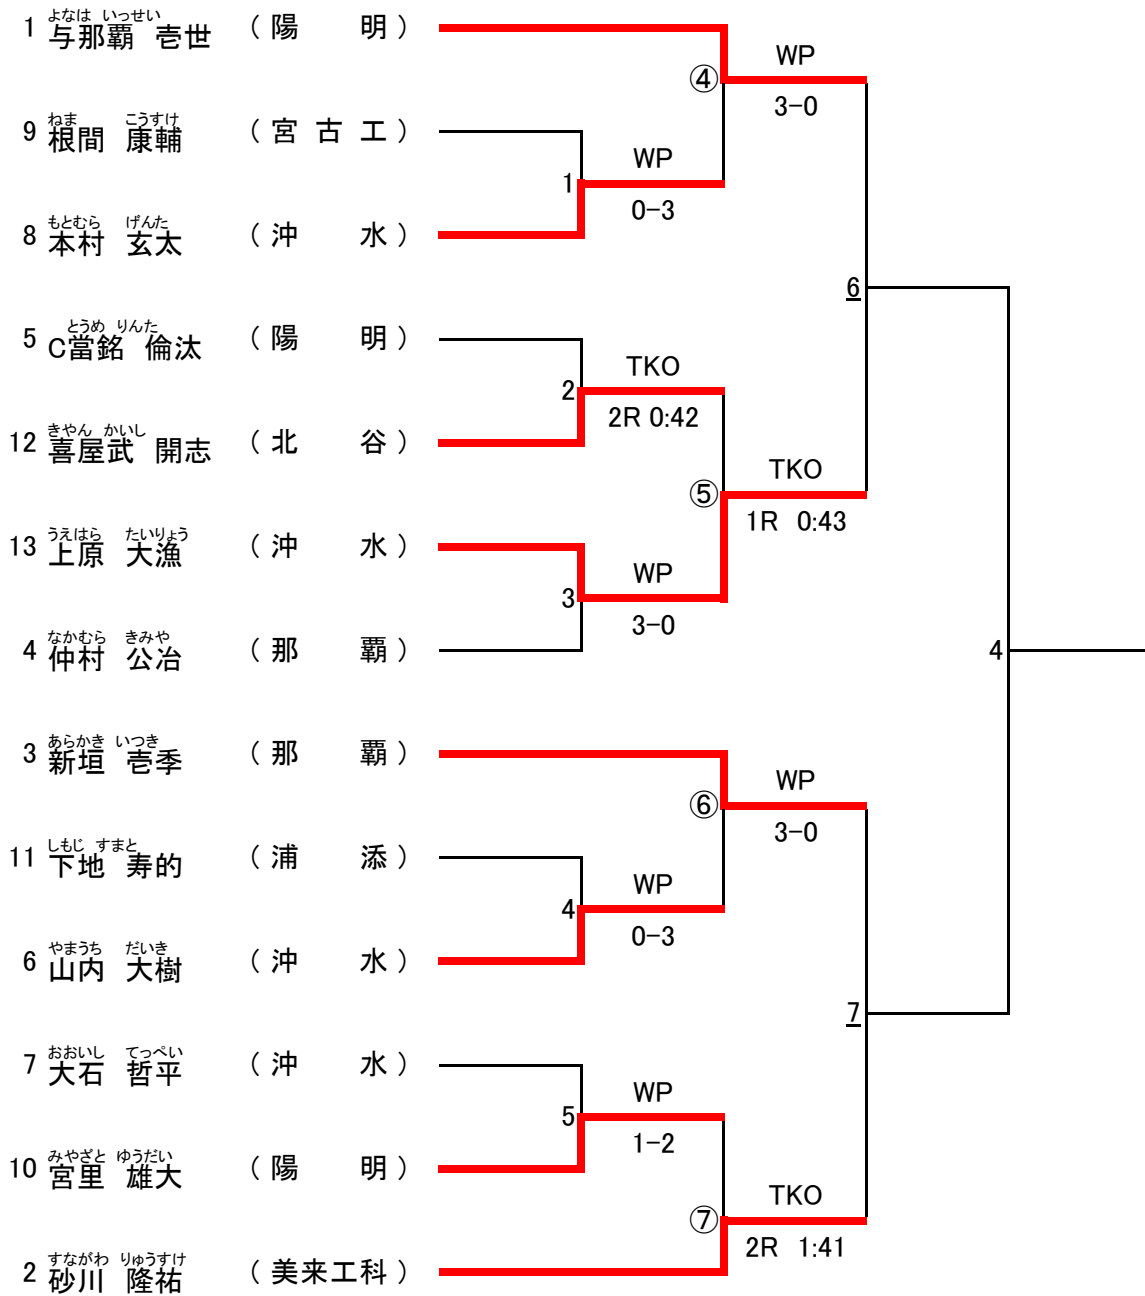 よなは いっせい
1 与那覇 壱世 （ 陽 明 ）
WP
④
3-0
ねま こうすけ
9 根間 康輔 （ 宮 古 工 ）
WP
1
0-3
もとむら げんた
8 本村 玄太 （ 沖 水 ）
6
とうめ りんた
5 C當銘 倫汰 （ 陽 明 ）
TKO
2
2R 0:42
きやん かいし
12 喜屋武 開志 （ 北 谷 ）
TKO
⑤
1R 0:43
うえはら たいりょう
13 上原 大漁 （ 沖 水 ）
WP
3
3-0
なかむら きみや
4 仲村 公冶 （ 那 覇 ）
4
あらかき いつき
3 新垣 壱季 （ 那 覇 ）
WP
⑥
3-0
しもじ すまと
11 下地 寿的 （ 浦 添 ）
WP
4
0-3
やまうち だいき
6 山内 大樹 （ 沖 水 ）
7
おおいし てっぺい
7 大石 哲平 （ 沖 水 ）
WP
5
1-2
みやざと ゆうだい
10 宮里 雄大 （ 陽 明 ）
TKO
⑦
2R 1:41
すながわ りゅうすけ
2 砂川 隆祐 （ 美来工科 ）